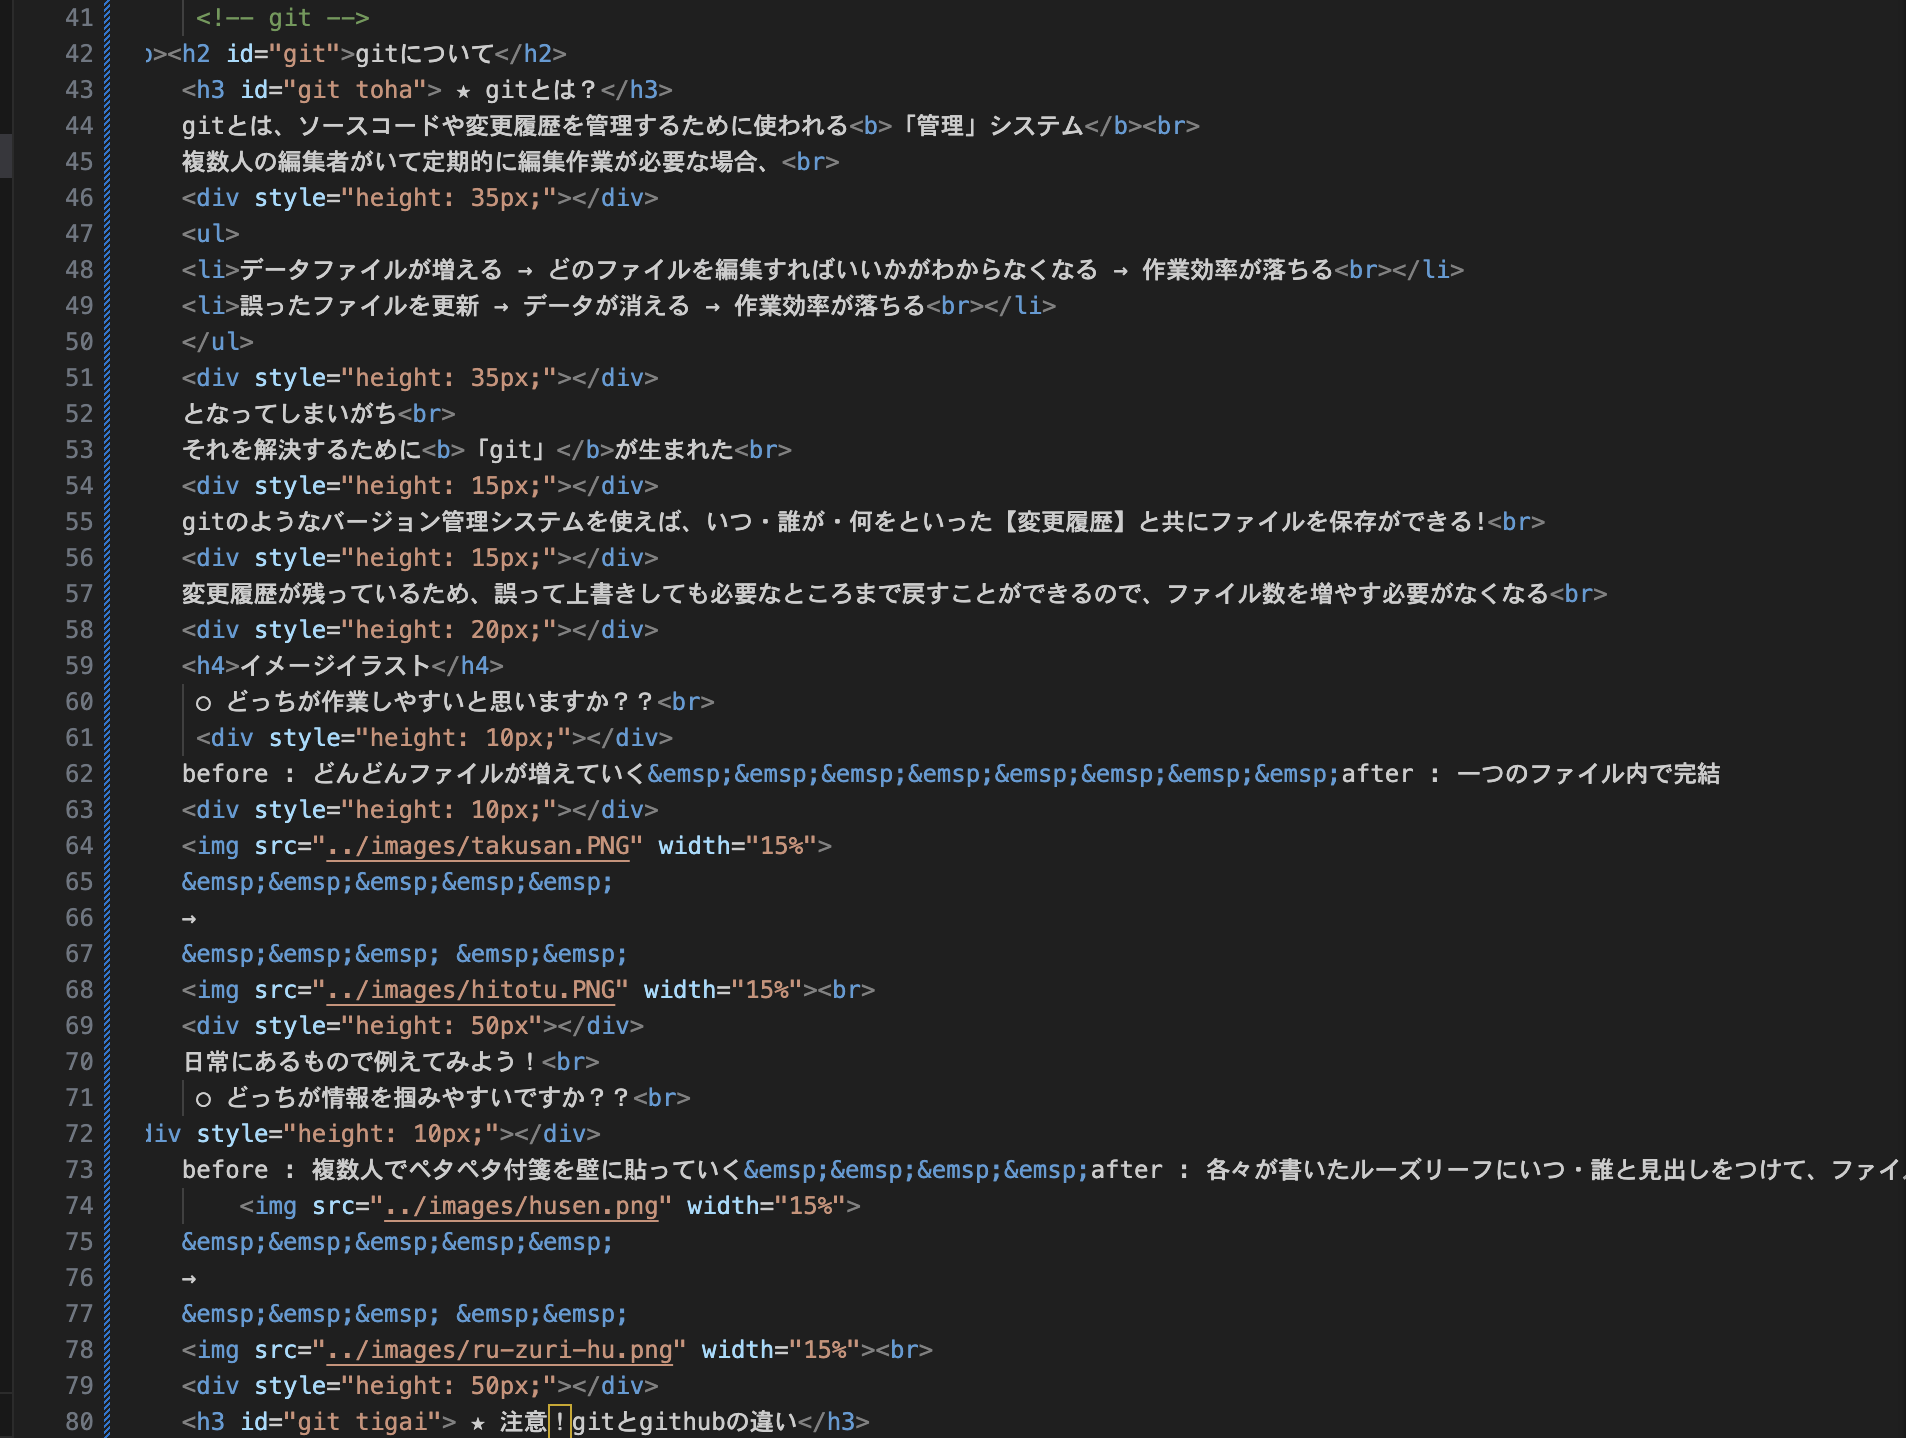 41 <!-- git -->
42 ><h2 id="git">gitについて</h2>
43 <h3 id="git toha"> ★ gitとは？</h3>
44 gitとは、ソースコードや変更履歴を管理するために使われる<b>「管理」システム</b><br>
45 複数人の編集者がいて定期的に編集作業が必要な場合、<br>
46 <div style="height: 35px;"></div>
47 <ul>
48 <li>データファイルが増える → どのファイルを編集すればいいかがわからなくなる → 作業効率が落ちる<br></li>
49 <li>誤ったファイルを更新 → データが消える → 作業効率が落ちる<br></li>
50 </ul>
51 <div style="height: 35px;"></div>
52 となってしまいがち<br>
53 それを解決するために<b>「git」</b>が生まれた<br>
54 <div style="height: 15px;"></div>
55 gitのようなバージョン管理システムを使えば、いつ・誰が・何をといった【変更履歴】と共にファイルを保存ができる!<br>
56 <div style="height: 15px;"></div>
57 変更履歴が残っているため、誤って上書きしても必要なところまで戻すことができるので、ファイル数を増やす必要がなくなる<br>
58 <div style="height: 20px;"></div>
59 <h4>イメージイラスト</h4>
60 ○ どっちが作業しやすいと思いますか？？<br>
61 <div style="height: 10px;"></div>
62 before : どんどんファイルが増えていく&emsp;&emsp;&emsp;&emsp;&emsp;&emsp;&emsp;&emsp;after : 一つのファイル内で完結
63 <div style="height: 10px;"></div>
64 <img src="../images/takusan.PNG" width="15%">
65 &emsp;&emsp;&emsp;&emsp;&emsp;
66 →
67 &emsp;&emsp;&emsp; &emsp;&emsp;
68 <img src="../images/hitotu.PNG" width="15%"><br>
69 <div style="height: 50px"></div>
70 日常にあるもので例えてみよう！<br>
71 ○ どっちが情報を掴みやすいですか？？<br>
72 div style="height: 10px;"></div>
73 before : 複数人でペタペタ付箋を壁に貼っていく&emsp;&emsp;&emsp;&emsp;after : 各々が書いたルーズリーフにいつ・誰と見出しをつけて、ファイ
74 <img src="../images/husen.png" width="15%">
75 &emsp;&emsp;&emsp;&emsp;&emsp;
76 →
77 &emsp;&emsp;&emsp; &emsp;&emsp;
78 <img src="../images/ru-zuri-hu.png" width="15%"><br>
79 <div style="height: 50px;"></div>
80 <h3 id="git tigai"> ★ 注意！gitとgithubの違い</h3>